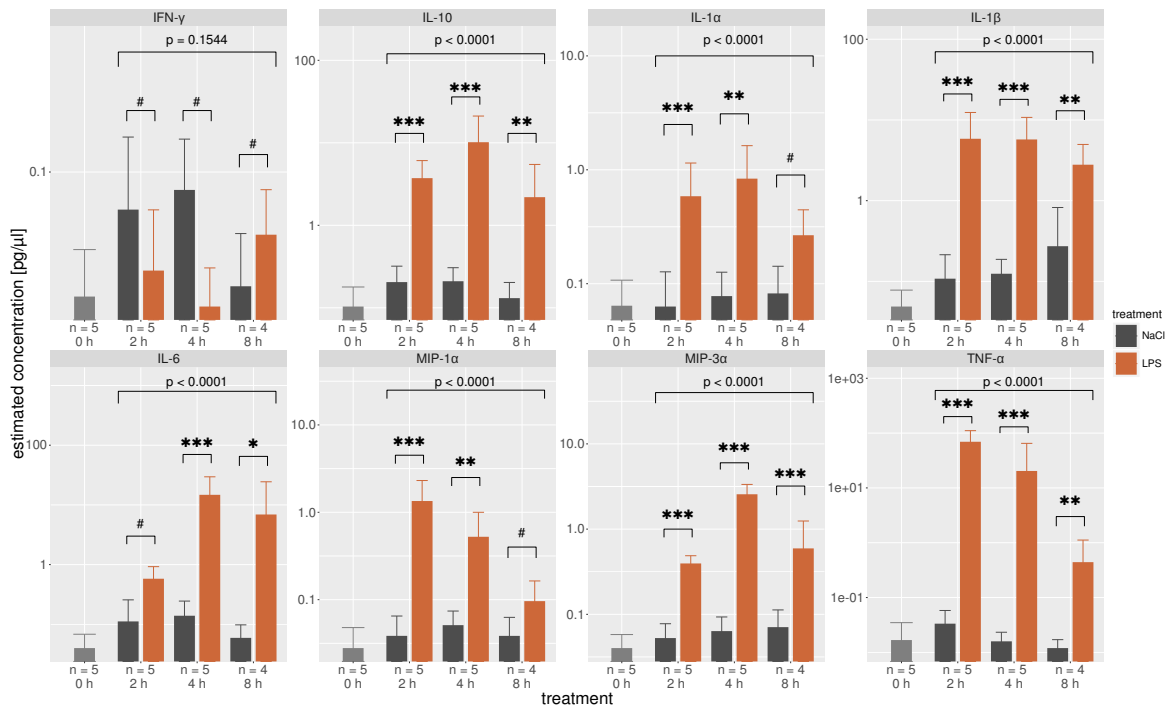 IFN-γ
IL-10
IL-1α
IL-1β
p = 0.1544
p < 0.0001
p < 0.0001
p < 0.0001
#
#
#
0.1
***
***
**
100
1
***
**
#
10.0
1.0
0.1
***
***
**
100
1
n = 5 n = 5 n = 5 n = 4
0 h 2 h 4 h 8 h
n = 5 n = 5 n = 5 n = 4
0 h 2 h 4 h 8 h
n = 5 n = 5 n = 5 n = 4
0 h 2 h 4 h 8 h
n = 5 n = 5 n = 5 n = 4
0 h 2 h 4 h 8 h
IL-6
MIP-1α
MIP-3α
TNF-α
p < 0.0001
p < 0.0001
p < 0.0001
p < 0.0001
#
***
*
100
1
***
**
#
10.0
1.0
0.1
***
***
***
10.0
1.0
0.1
***
***
**
1e+03
1e+01
1e−01
n = 5 n = 5 n = 5 n = 4
0 h 2 h 4 h 8 h
n = 5 n = 5 n = 5 n = 4
0 h 2 h 4 h 8 h
n = 5 n = 5 n = 5 n = 4
0 h 2 h 4 h 8 h
n = 5 n = 5 n = 5 n = 4
0 h 2 h 4 h 8 h
estimated concentration [pg/μl]
treatment
treatment
NaCl
LPS